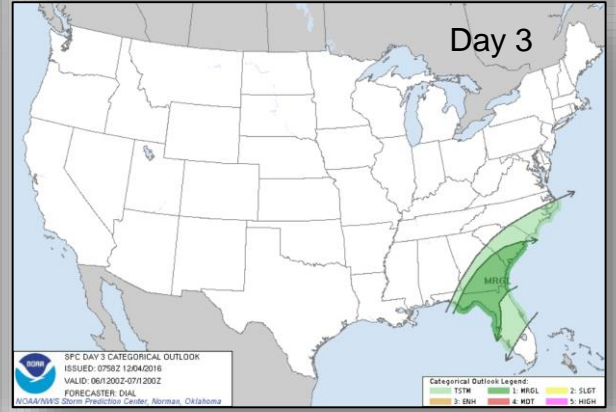 Day 3
MRGL
SPC DAY 3 CATEGORICAL OUTLOOK
ISSUED: 0758Z 12/04/2016
VALID: 06/1200Z-07/1200Z
FORECASTER: DIAL
NOAA/NWS Storm Prediction Center, Norman, Oklahoma
NOAA
Categorical Outlook Legend:
TSTM 1: MRGL 2: SLGT
3: ENH 4: MDT 5: HIGH